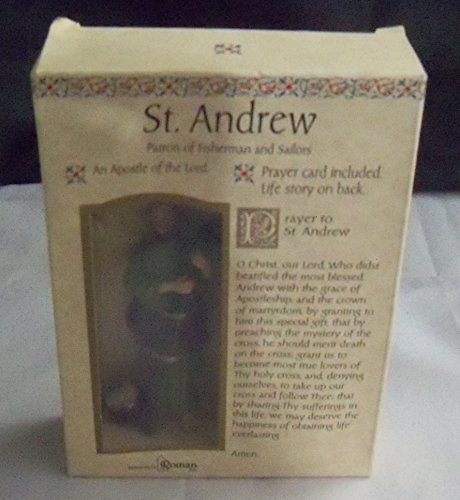 St. Andrew
Patron of Fisherman and Sailors
An Apostle of the Lord.
Prayer card included.
Life story on back.
Prayer to
St. Andrew
O Christ, our Lord, Who didst
beatified the most blessed
Andrew with the grace of
Apostleship, and the crown
of martyrdom, by granting to
him this special gift, that by
preaching the mystery of the
cross, he should merit death
on the cross; grant us to
become most true lovers of
Thy holy cross, and, denying
ourselves, to take up our
cross and follow Thee; that
by sharing Thy sufferings in
this life, we may deserve the
happiness of obtaining life
everlasting.
Amen.
Roman